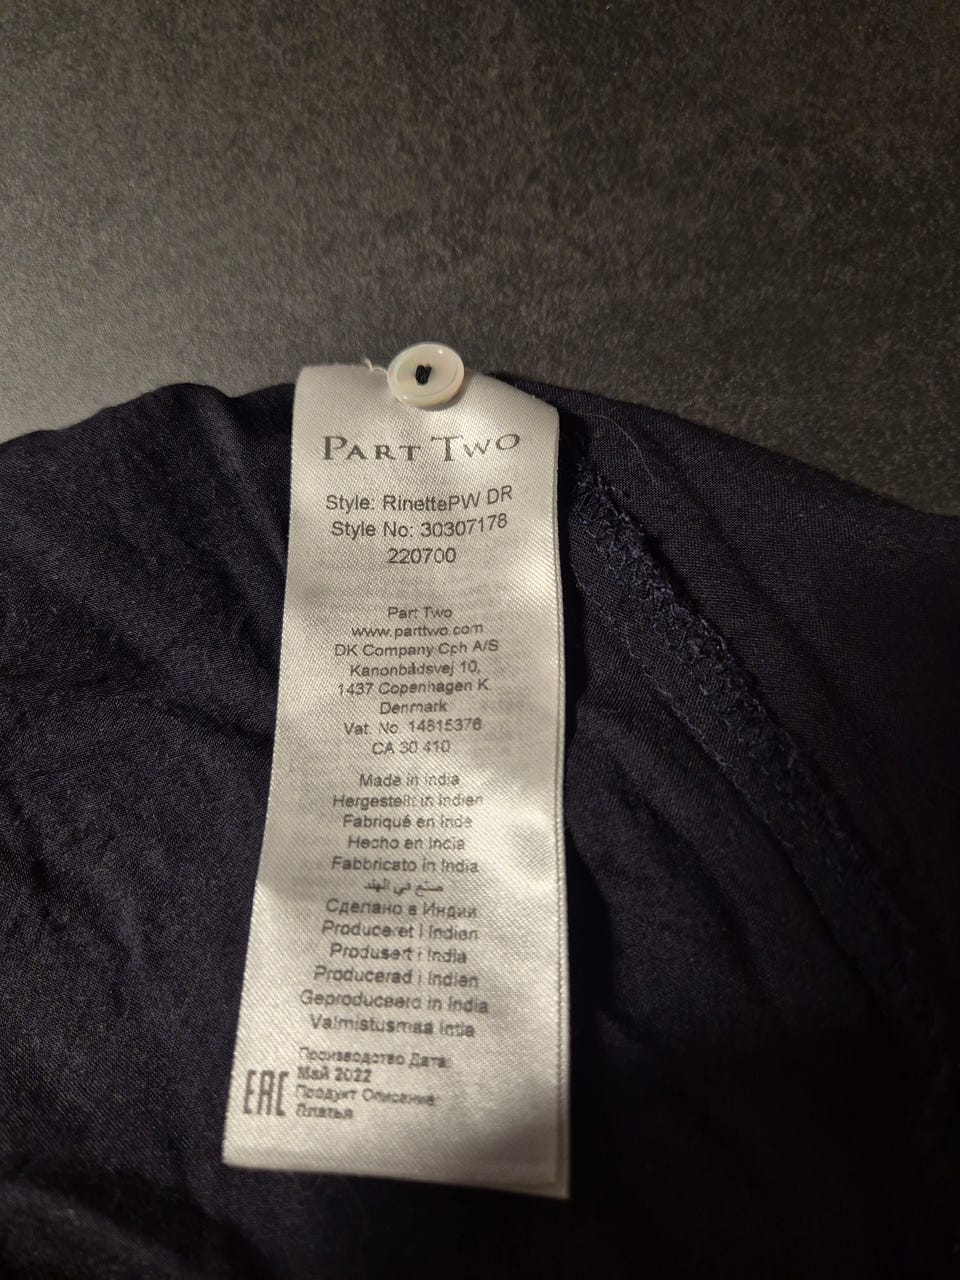 PART TWO
Style: RinettePW DR
Style No: 30307178
220700
Part Two
www.parttwo.com
DK Company Cph A/S
Kanonbådsvej 10,
1437 Copenhagen K.
Denmark
Vat. No. 14815376
CA 30 410
Made in India
Hergestellt in Indien
Fabriqué en Inde
Hecho en India
Fabbricato in India
صنع في الهند
Сделано в Индии
Produceret i Indien
Produsert i India
Producerad i Indien
Geproduceerd in India
Valmistusmaa Intia
Производство Дата:
Май 2022
EAC Продукт Описание:
Платья